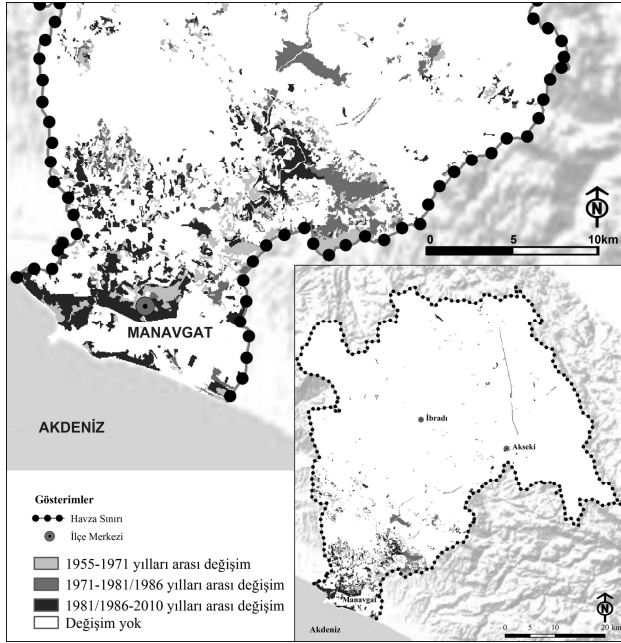 N
0 5 10km
MANAVGAT
AKDENİZ
İbradı
Akseki
Manavgat
Akdeniz
N
0 5 10 20 km
Gösterimler
Havza Sınırı
İlçe Merkezi
1955-1971 yılları arası değişim
1971-1981/1986 yılları arası değişim
1981/1986-2010 yılları arası değişim
Değişim yok